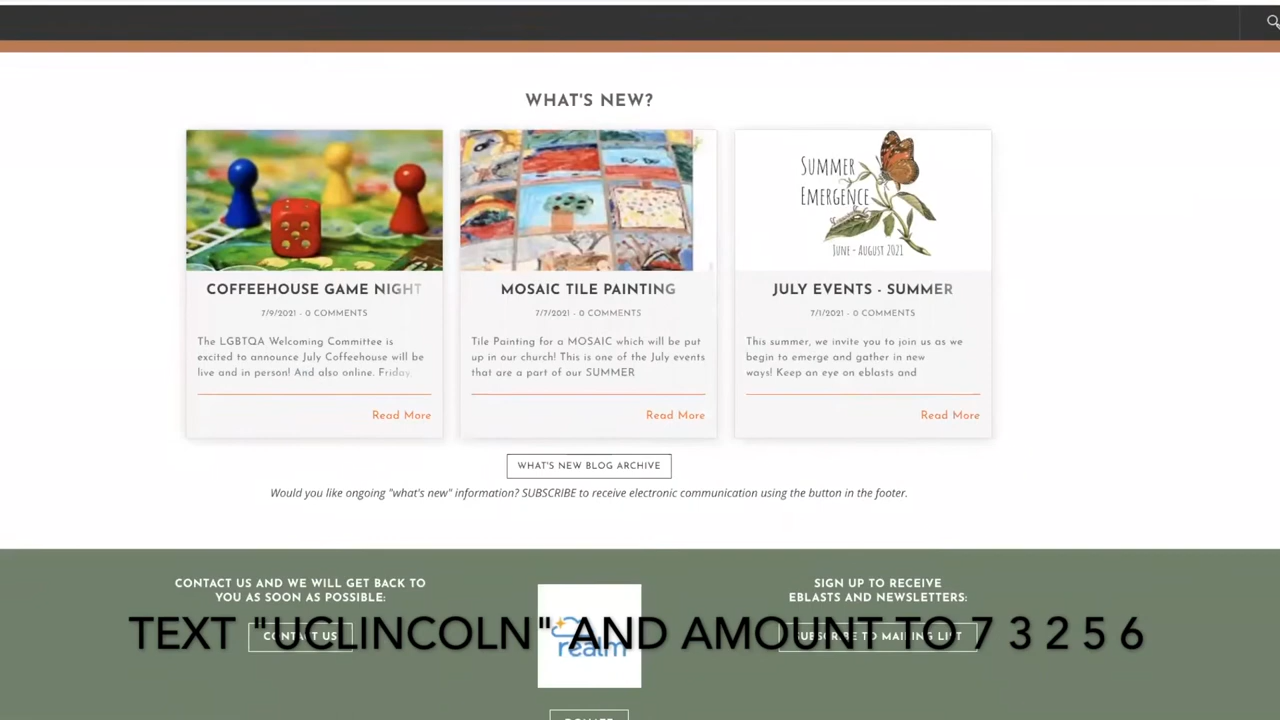 WHAT'S NEW?
SUMMER
EMERGENCE
JUNE - AUGUST 2021
COFFEEHOUSE GAME NIGHT
7/9/2021 - 0 COMMENTS
The LGBTQA Welcoming Committee is
excited to announce July Coffeehouse will be
live and in person! And also online. Friday,
Read More
MOSAIC TILE PAINTING
7/7/2021 - 0 COMMENTS
Tile Painting for a MOSAIC which will be put
up in our church! This is one of the July events
that are a part of our SUMMER
Read More
JULY EVENTS - SUMMER
7/1/2021 - 0 COMMENTS
This summer, we invite you to join us as we
begin to emerge and gather in new
ways! Keep an eye on eblasts and
Read More
WHAT'S NEW BLOG ARCHIVE
Would you like ongoing "what's new" information? SUBSCRIBE to receive electronic communication using the button in the footer.
CONTACT US AND WE WILL GET BACK TO
YOU AS SOON AS POSSIBLE:
CONTACT US
realm
SIGN UP TO RECEIVE
EBLASTS AND NEWSLETTERS:
SUBSCRIBE TO MAILING LIST
TEXT "UCLINCOLN" AND AMOUNT TO 7 3 2 5 6
DONATE